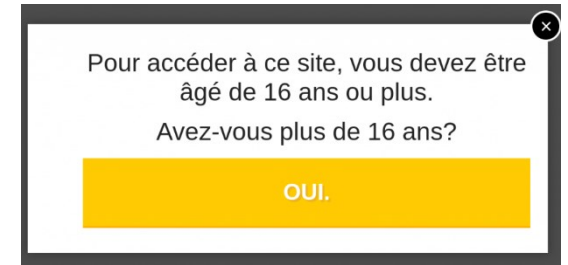 Pour accéder à ce site, vous devez être
âgé de 16 ans ou plus.
Avez-vous plus de 16 ans?
OUI.